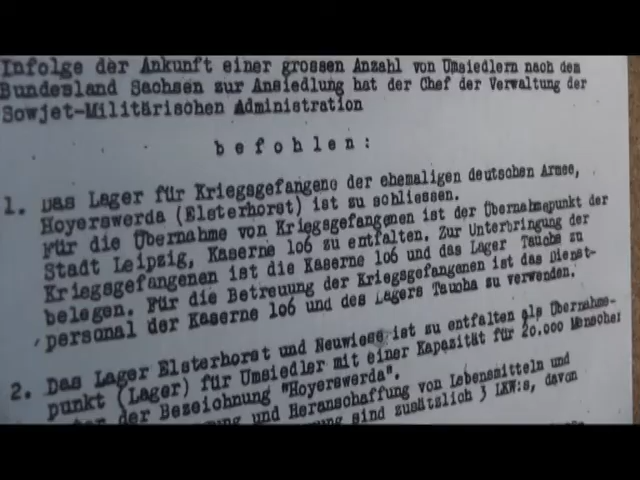 Infolge der Ankunft einer grossen Anzahl von Umsiedlern nach dem
Bundesland Sachsen zur Ansiedlung hat der Chef der Verwaltung der
Sowjet-Militärischen Administration
befohlen:
1. Das Lager für Kriegsgefangene der ehemaligen deutschen Armee,
Hoyerswerda (Elsterhorst) ist zu schliessen.
Für die Übernahme von Kriegsgefangenen ist der Übernahmepunkt der
Stadt Leipzig, Kaserne 106 zu entfalten. Zur Unterbringung der
Kriegsgefangenen ist die Kaserne 106 und das Lager Taucha zu
belegen. Für die Betreuung der Kriegsgefangenen ist das Dienst-
personal der Kaserne 106 und des Lagers Taucha zu verwenden.
2. Das Lager Elsterhorst und Neuwiese ist zu entfalten als Übernahme-
punkt (Lager) für Umsiedler mit einer Kapazität für 20.000 Menschen
der Bezeichnung "Hoyerswerda".
und Heranschaffung von Lebensmitteln und
sind zusätzlich 3 LKW:s, davon